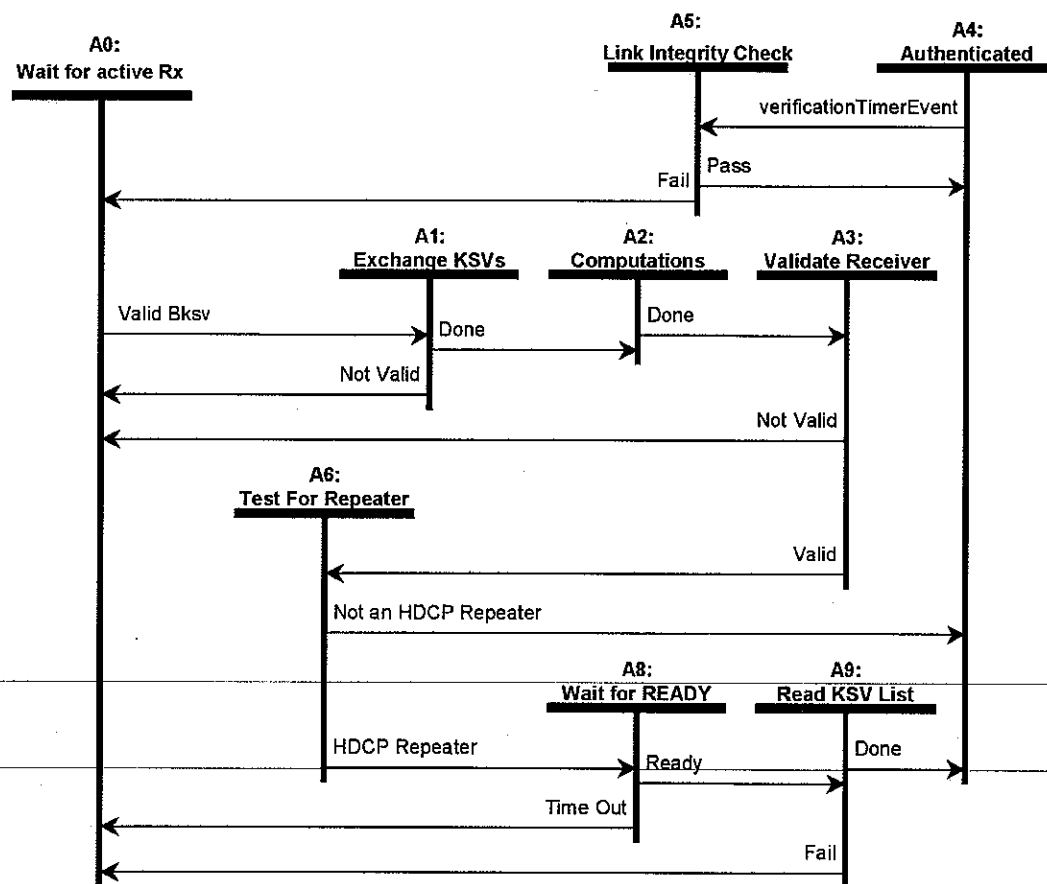 A5:
A4:
A0:
Link Integrity Check
Authenticated
Wait for active Rx
verificationTimerEvent
Pass
Fail
A1:
A2:
A3:
Exchange KSVs
Computations
Validate Receiver
Valid Bksv
Done
Done
Not Valid
Not Valid
A6:
Test For Repeater
Valid
Not an HDCP Repeater
A8:
A9:
Wait for READY
Read KSV List
HDCP Repeater
Ready
Done
Time Out
Fail